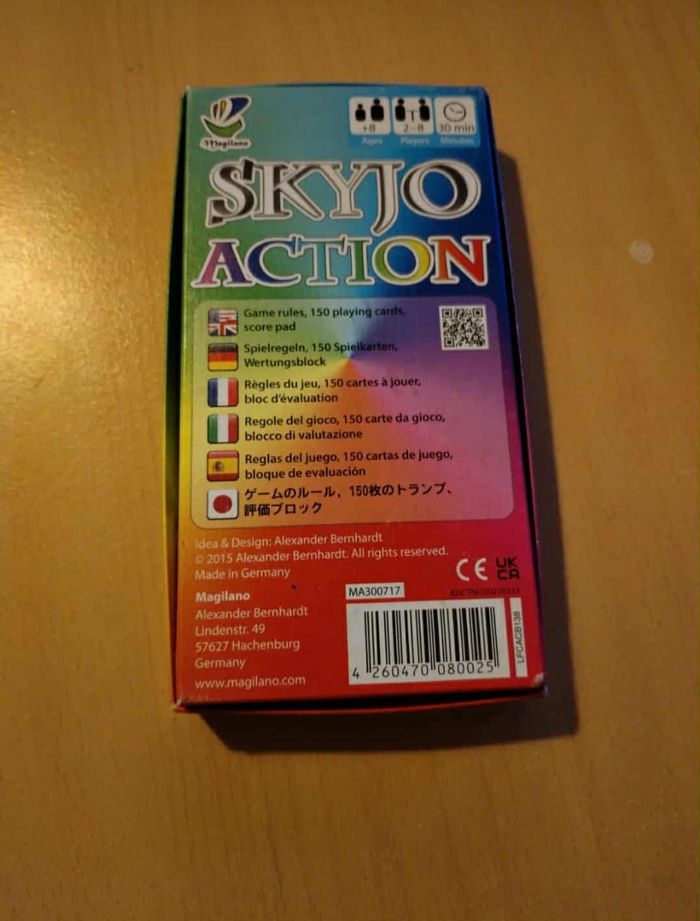 Magilano
+8
2-8
30 min
Ages
Players
Minutes
SKYJO
ACTION
Game rules, 150 playing cards,
score pad
Spielregeln, 150 Spielkarten,
Wertungsblock
Règles du jeu, 150 cartes à jouer,
bloc d'évaluation
Regole del gioco, 150 carte da gioco,
blocco di valutazione
Reglas del juego, 150 cartas de juego,
bloque de evaluación
ゲームのルール，150枚のトランプ、
評価ブロック
Idea & Design: Alexander Bernhardt
© 2015 Alexander Bernhardt. All rights reserved.
Made in Germany
CE UK
CA
Magilano
Alexander Bernhardt
Lindenstr. 49
57627 Hachenburg
Germany
www.magilano.com
MA300717
4 260470 080025
LFCACB138